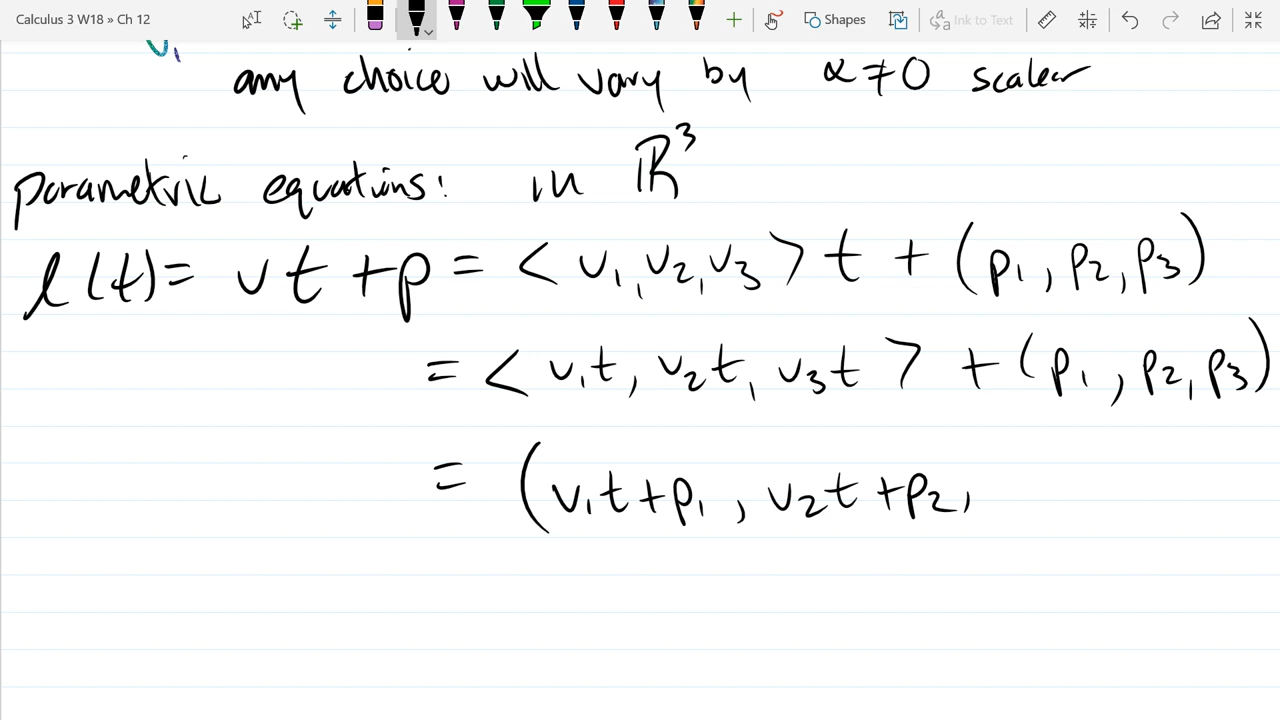 Calculus 3 W18 » Ch 12
Shapes
Ink to Text
v₁
any choice will vary by α≠0 scalar
parametric equations: in ℝ³
l(t)= vt+p = <v₁,v₂,v₃>t + (p₁,p₂,p₃)
= <v₁t, v₂t, v₃t> + (p₁,p₂,p₃)
= (v₁t+p₁, v₂t+p₂,